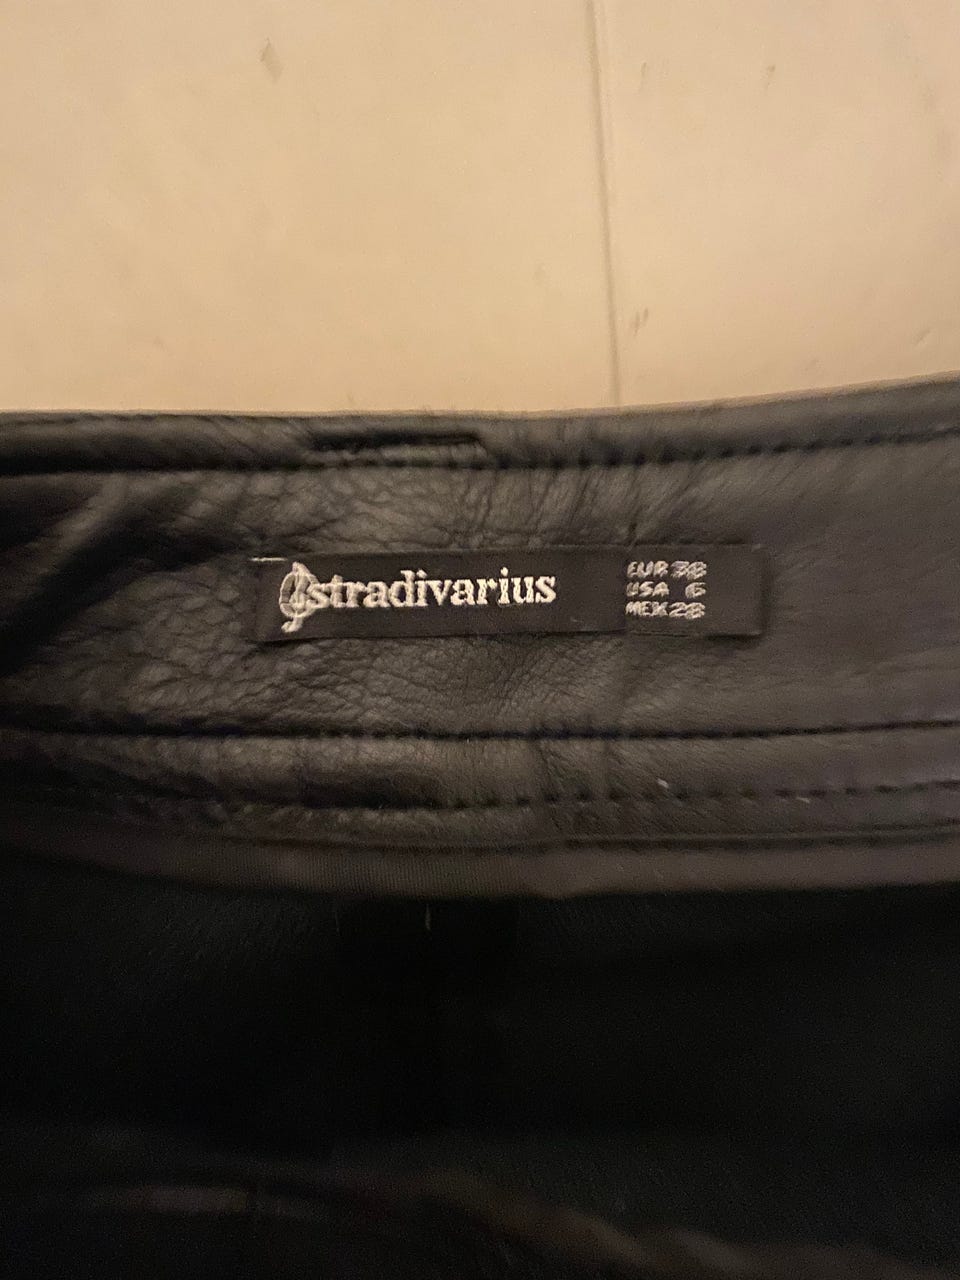 stradivarius
EUR 38
USA 6
MEX 28